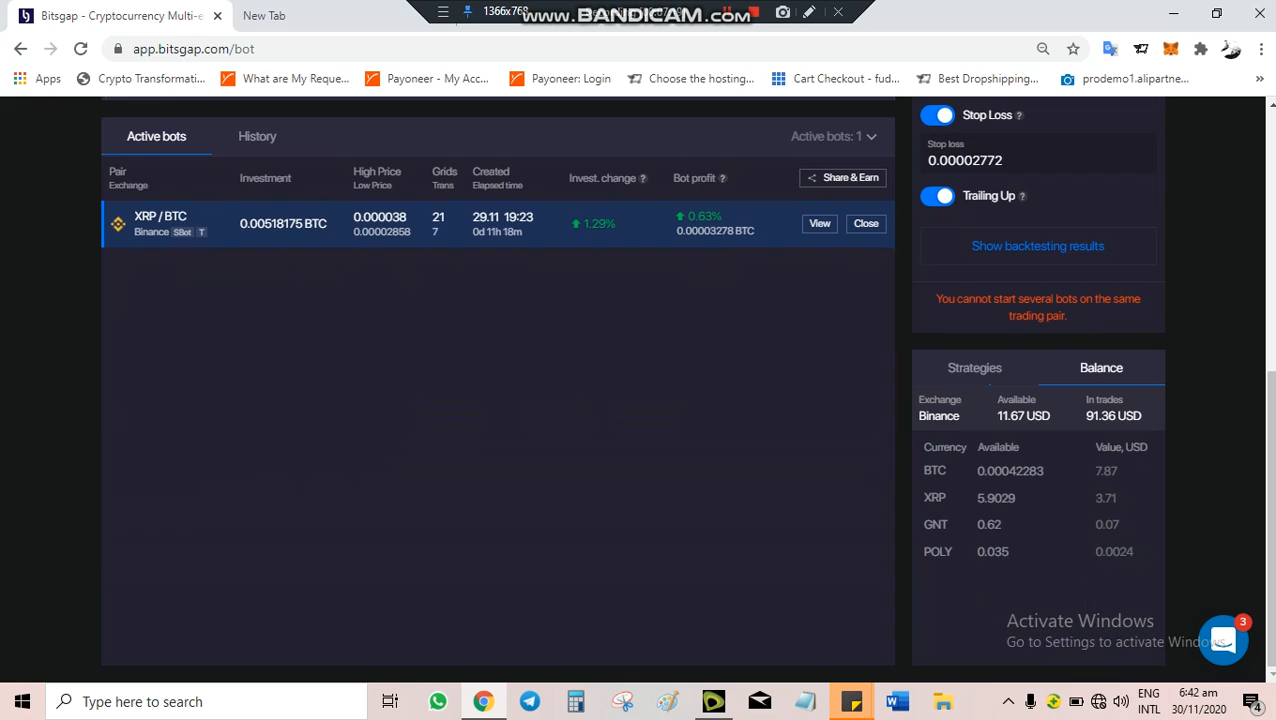 Bitsgap - Cryptocurrency Multi-e
New Tab
1366x768
www.BANDICAM.com
app.bitsgap.com/bot
Apps
Crypto Transformati...
What are My Reque...
Payoneer - My Acco...
Payoneer: Login
Choose the hosting...
Cart Checkout - fud...
Best Dropshipping...
prodemo1.alipartne...
»
Active bots
History
Active bots: 1
Pair
Exchange
Investment
High Price
Low Price
Grids
Trans
Created
Elapsed time
Invest. change ?
Bot profit ?
Share & Earn
XRP / BTC
Binance SBot T
0.00518175 BTC
0.000038
0.00002858
21
7
29.11 19:23
0d 11h 18m
1.29%
0.63%
0.00003278 BTC
View
Close
Stop Loss ?
Stop loss
0.00002772
Trailing Up ?
Show backtesting results
You cannot start several bots on the same
trading pair.
Strategies
Balance
Exchange
Binance
Available
11.67 USD
In trades
91.36 USD
Currency Available Value, USD
BTC 0.00042283 7.87
XRP 5.9029 3.71
GNT 0.62 0.07
POLY 0.035 0.0024
Activate Windows
Go to Settings to activate Windows.
3
Type here to search
ENG
INTL
6:42 am
30/11/2020
4